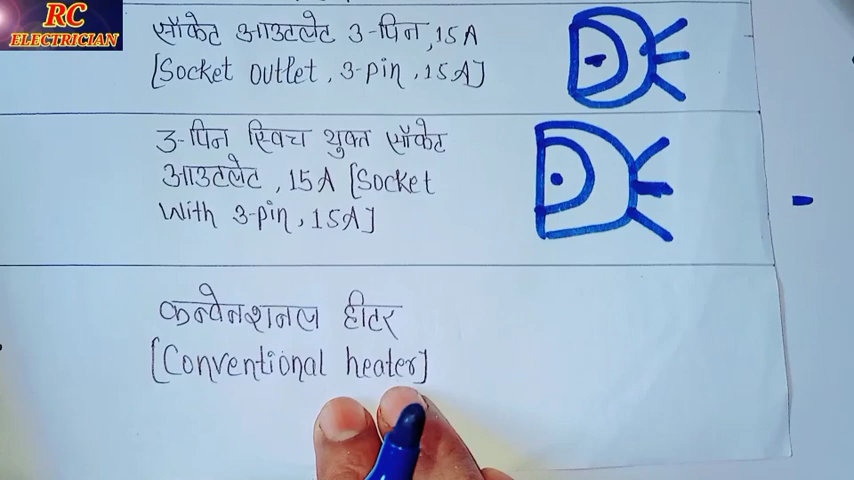 RC
ELECTRICIAN
सॉकेट आउटलेट 3-पिन, 15A
[Socket outlet, 3-pin, 15A]
3-पिन स्विच युक्त सॉकेट
आउटलेट, 15A [Socket
With 3-pin, 15A]
कन्वेनशनल हीटर
[Conventional heater]